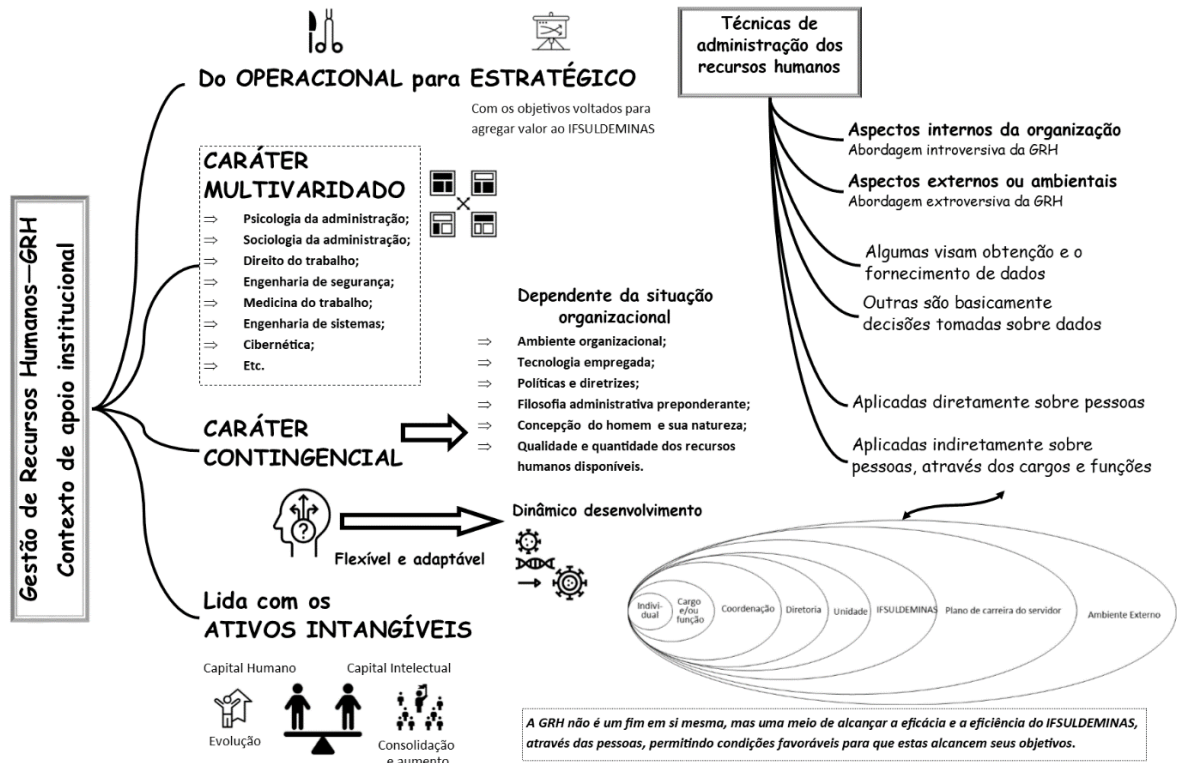 Gestão de Recursos Humanos–GRH
Contexto de apoio institucional
Do OPERACIONAL para ESTRATÉGICO
Com os objetivos voltados para
agregar valor ao IFSULDEMINAS
CARÁTER
MULTIVARIDADO
⇒ Psicologia da administração;
⇒ Sociologia da administração;
⇒ Direito do trabalho;
⇒ Engenharia de segurança;
⇒ Medicina do trabalho;
⇒ Engenharia de sistemas;
⇒ Cibernética;
⇒ Etc.
CARÁTER
CONTINGENCIAL
Dependente da situação
organizacional
⇒ Ambiente organizacional;
⇒ Tecnologia empregada;
⇒ Políticas e diretrizes;
⇒ Filosofia administrativa preponderante;
⇒ Concepção do homem e sua natureza;
⇒ Qualidade e quantidade dos recursos
humanos disponíveis.
?
Flexível e adaptável
Dinâmico desenvolvimento
Lida com os
ATIVOS INTANGÍVEIS
Capital Humano
Capital Intelectual
Evolução
Consolidação
e aumento
Técnicas de
administração dos
recursos humanos
Aspectos internos da organização
Abordagem introversiva da GRH
Aspectos externos ou ambientais
Abordagem extroversiva da GRH
Algumas visam obtenção e o
fornecimento de dados
Outras são basicamente
decisões tomadas sobre dados
Aplicadas diretamente sobre pessoas
Aplicadas indiretamente sobre
pessoas, através dos cargos e funções
Indivi-
dual
Cargo
e/ou
função
Coordenação
Diretoria
Unidade
IFSULDEMINAS
Plano de carreira do servidor
Ambiente Externo
A GRH não é um fim em si mesma, mas uma meio de alcançar a eficácia e a eficiência do IFSULDEMINAS,
através das pessoas, permitindo condições favoráveis para que estas alcancem seus objetivos.